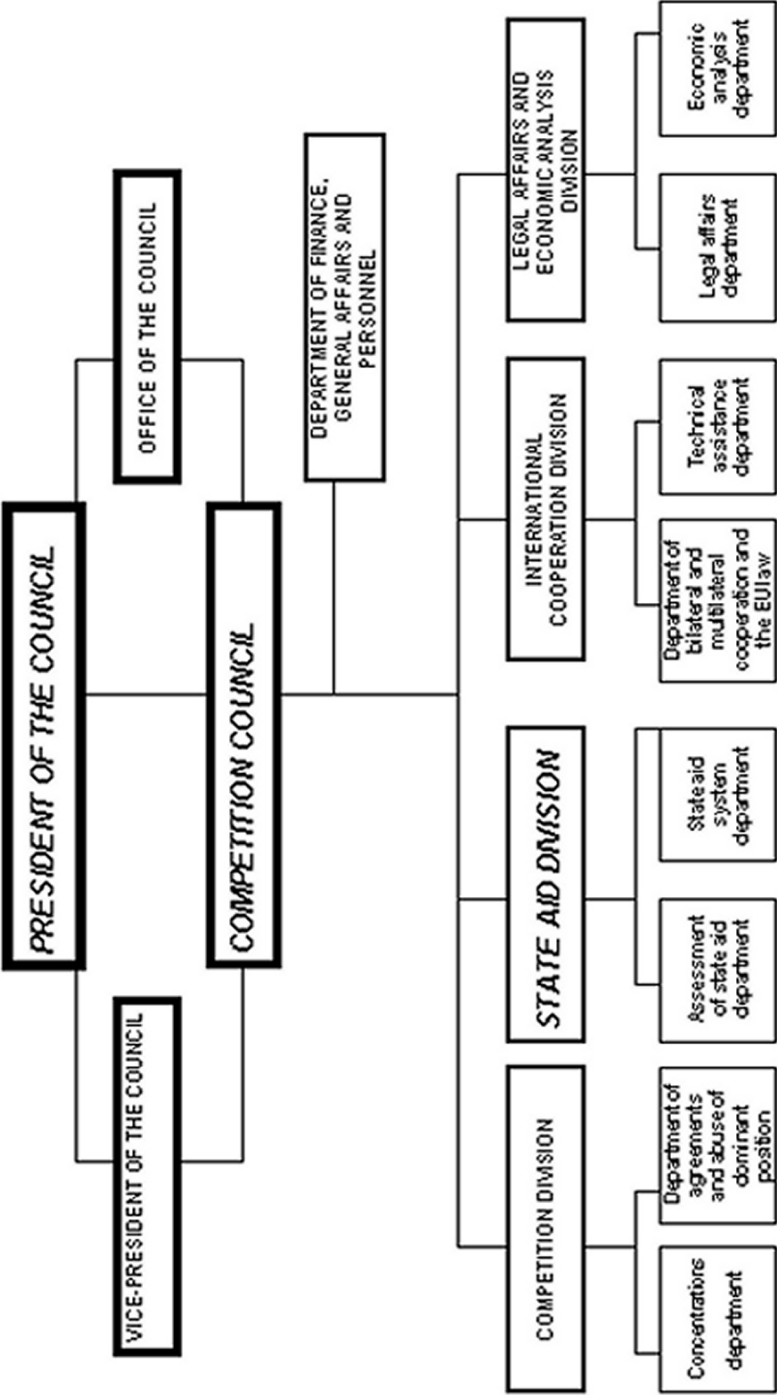 PRESIDENT OF THE COUNCIL
VICE-PRESIDENT OF THE COUNCIL
OFFICE OF THE COUNCIL
COMPETITION COUNCIL
DEPARTMENT OF FINANCE,
GENERAL AFFAIRS AND
PERSONNEL
COMPETITION DIVISION
STATE AID DIVISION
INTERNATIONAL
COOPERATION DIVISION
LEGAL AFFAIRS AND
ECONOMIC ANALYSIS
DIVISION
Concentrations
department
Department of
agreements
and abuse of
dominant
position
Assessment
of state aid
department
State aid
system
department
Department of
bilateral and
multilateral
cooperation and
the EU law
Technical
assistance
department
Legal affairs
department
Economic
analysis
department